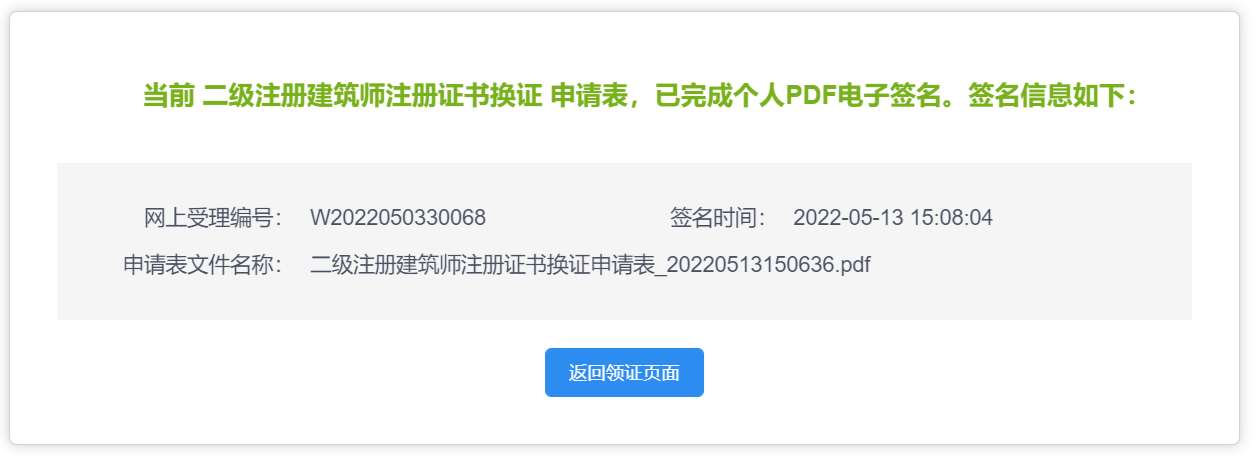 当前 二级注册建筑师注册证书换证 申请表，已完成个人PDF电子签名。签名信息如下：
网上受理编号： W2022050330068 签名时间： 2022-05-13 15:08:04
申请表文件名称： 二级注册建筑师注册证书换证申请表_20220513150636.pdf
返回领证页面